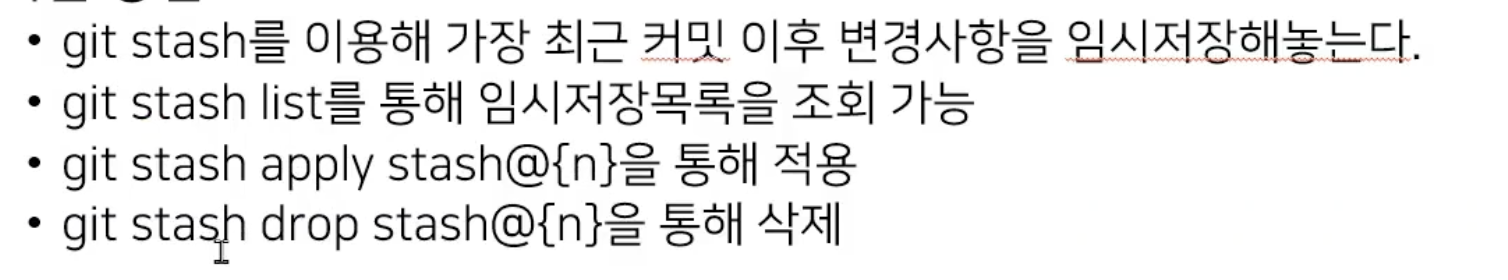 • git stash를 이용해 가장 최근 커밋 이후 변경사항을 임시저장해놓는다.
• git stash list를 통해 임시저장목록을 조회 가능
• git stash apply stash@{n}을 통해 적용
• git stash drop stash@{n}을 통해 삭제